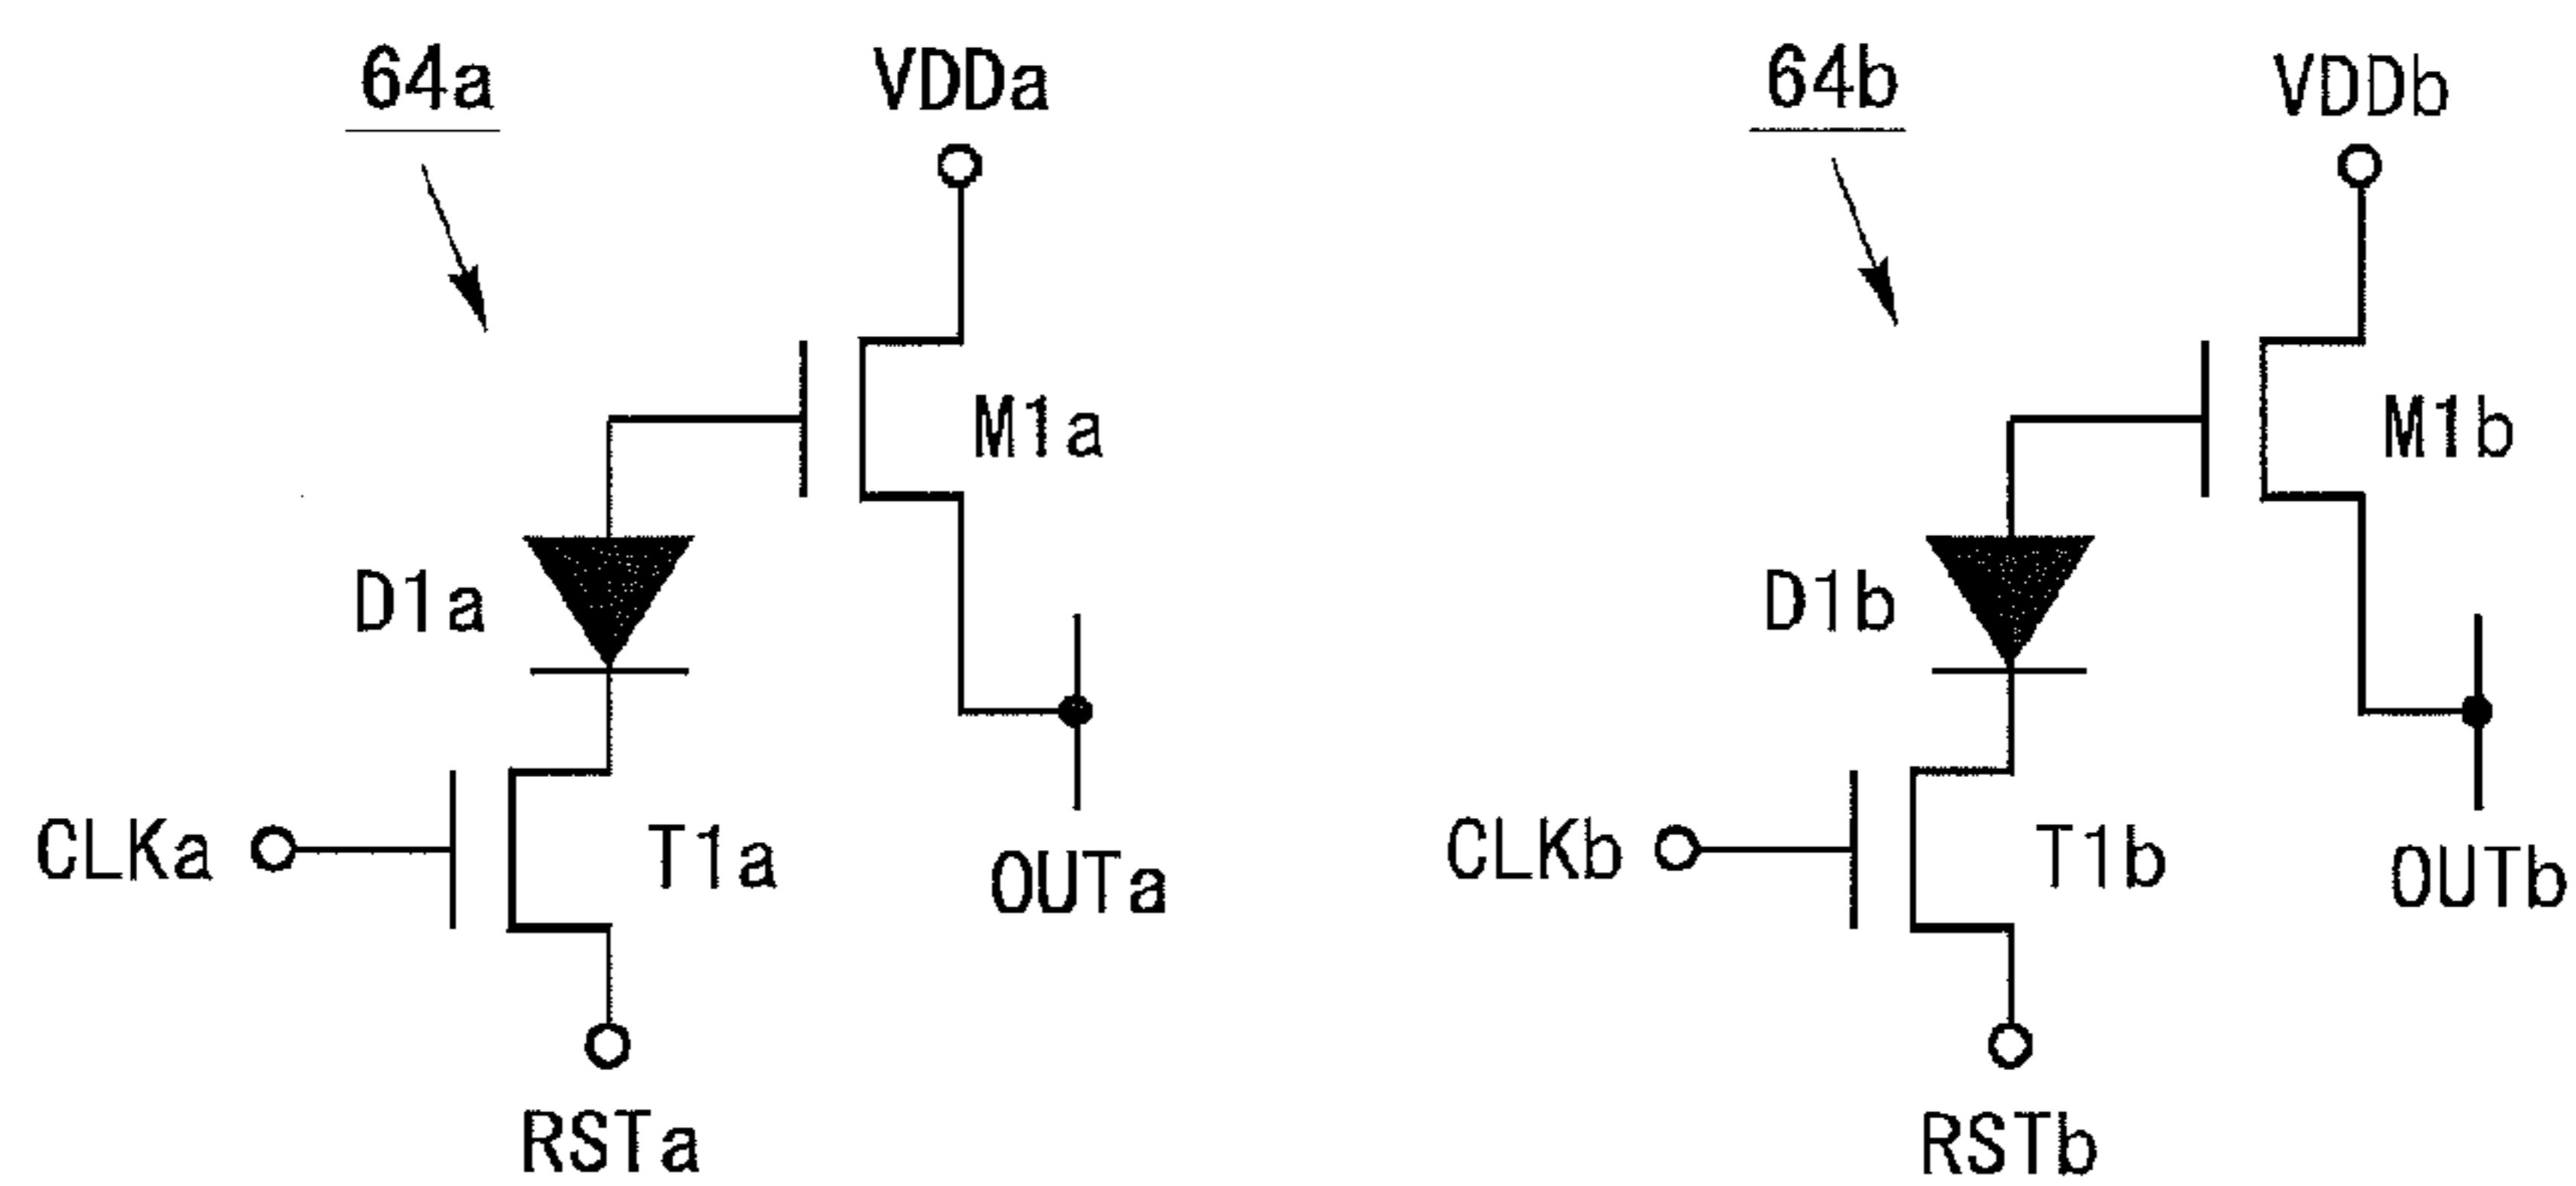 64a
VDDa
M1a
D1a
CLKa
T1a
OUTa
RSTa
64b
VDDb
M1b
D1b
CLKb
T1b
OUTb
RSTb